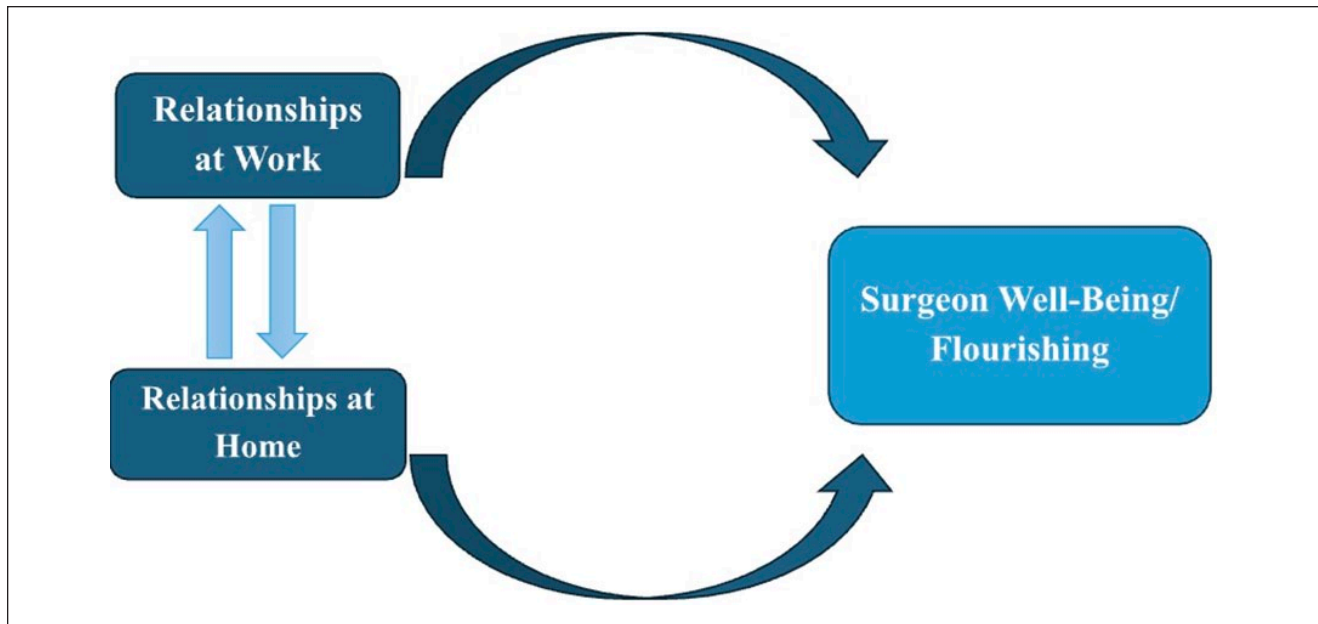 Relationships
at Work
Relationships at
Home
Surgeon Well-Being/
Flourishing